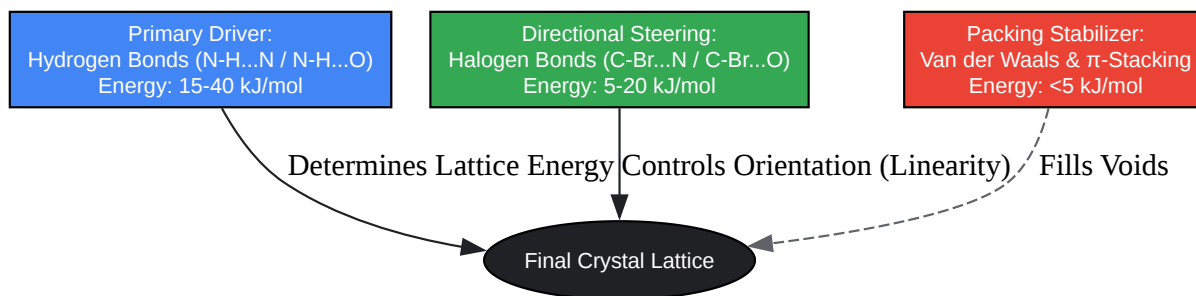 Primary Driver:
Hydrogen Bonds (N-H...N / N-H...O)
Energy: 15-40 kJ/mol
Directional Steering:
Halogen Bonds (C-Br...N / C-Br...O)
Energy: 5-20 kJ/mol
Packing Stabilizer:
Van der Waals & π-Stacking
Energy: <5 kJ/mol
Determines Lattice Energy
Controls Orientation (Linearity)
Fills Voids
Final Crystal Lattice